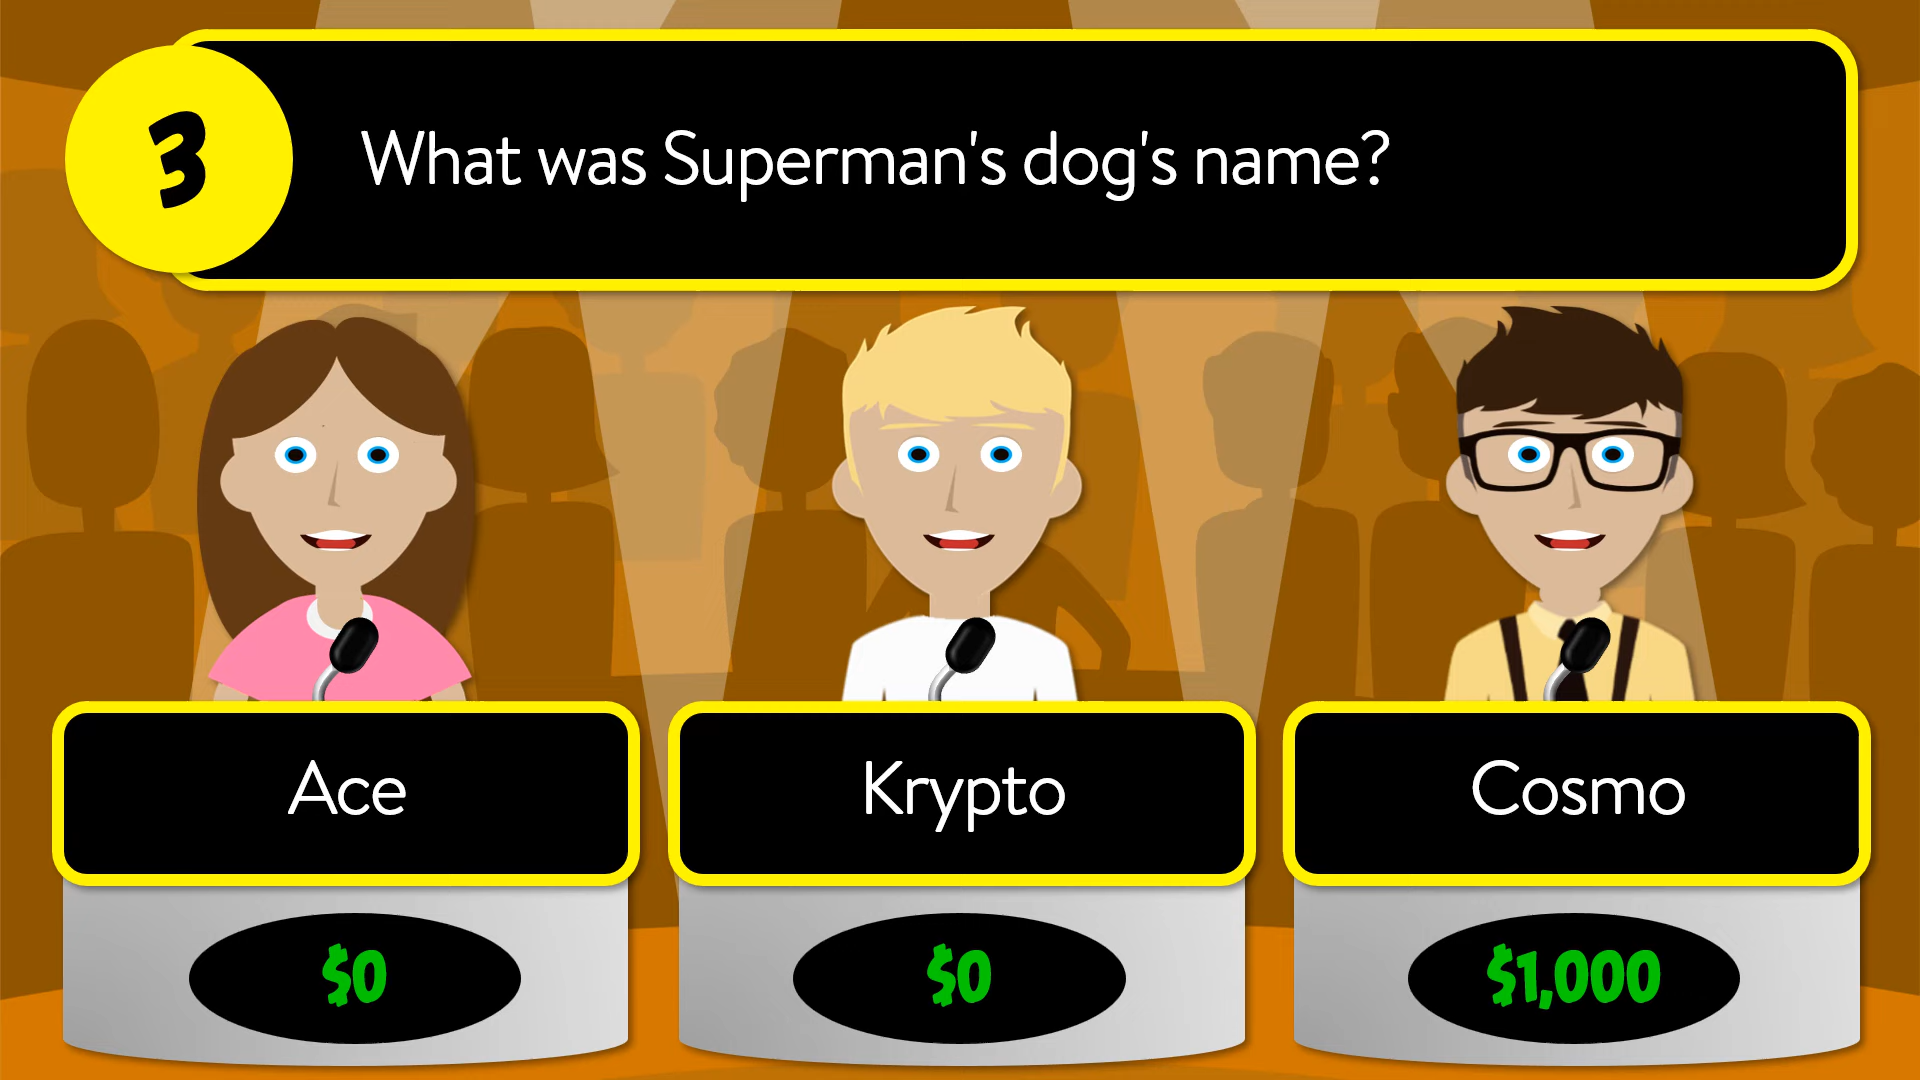 3
What was Superman's dog's name?
Ace
Krypto
Cosmo
$0
$0
$1,000